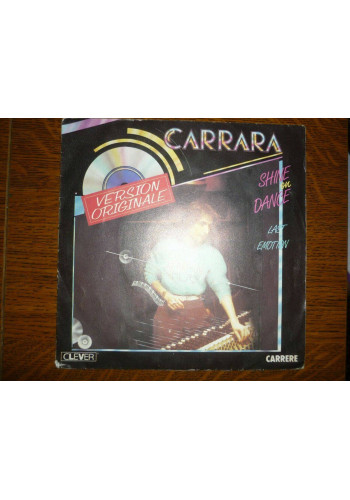 CARRARA
VERSION
ORIGINALE
SHINE
on
DANCE
LAST
EMOTION
CLEVER
CARRERE